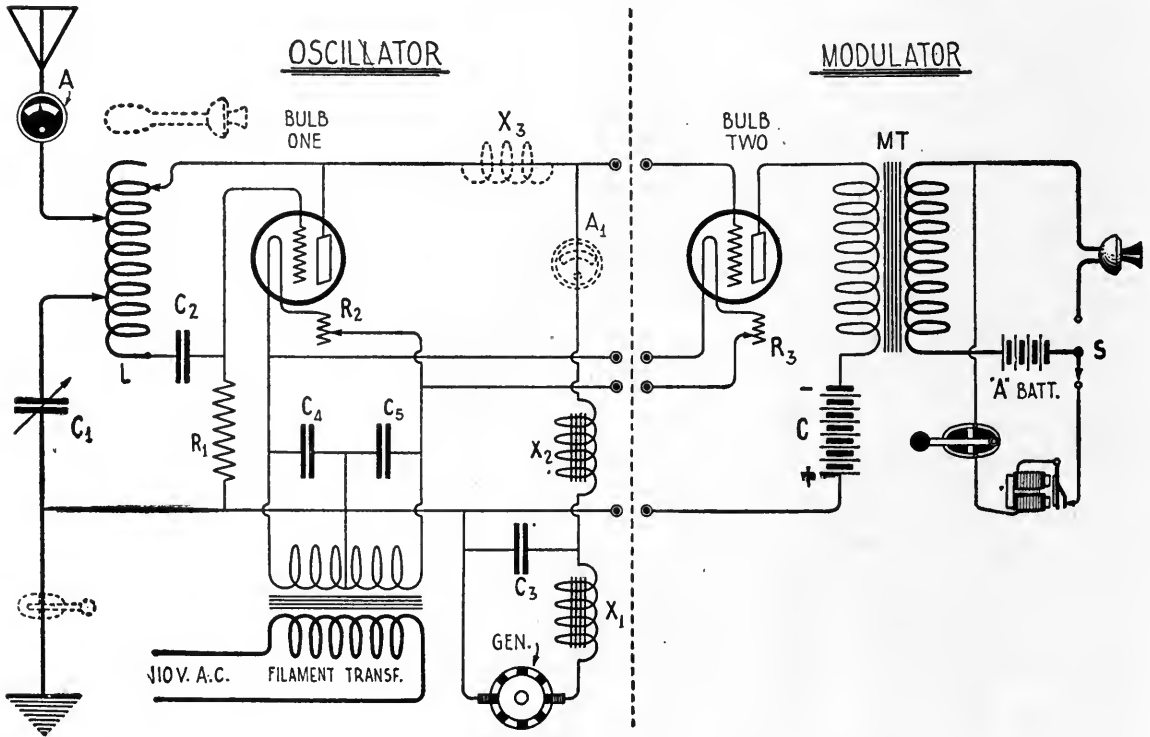 OSCILLATOR
MODULATOR
A
BULB
ONE
X3
BULB
TWO
MT
A1
R2
C2
R3
S
L
"A" BATT.
C1
R1
C4
C5
X2
-
C
+
C3
X1
GEN.
110V. A.C.
FILAMENT TRANSF.